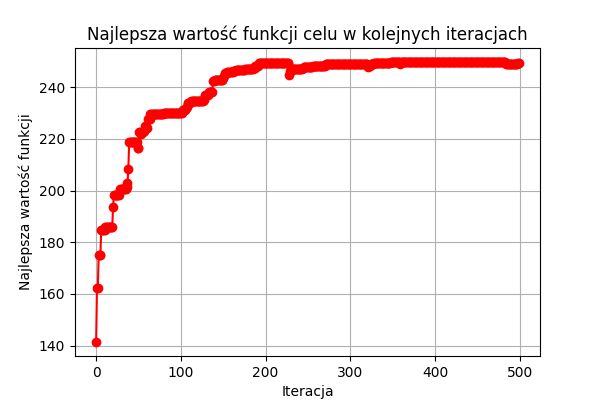 Najlepsza wartość funkcji celu w kolejnych iteracjach
Najlepsza wartość funkcji
240
220
200
180
160
140
0 100 200 300 400 500
Iteracja